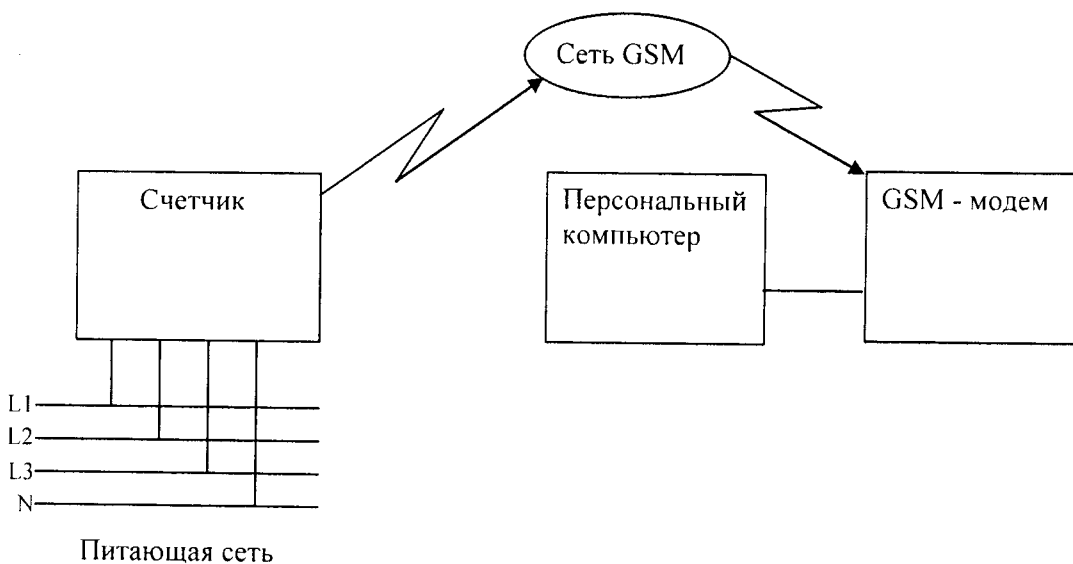 Сеть GSM
Счетчик
Персональный
компьютер
GSM - модем
L1
L2
L3
N
Питающая сеть